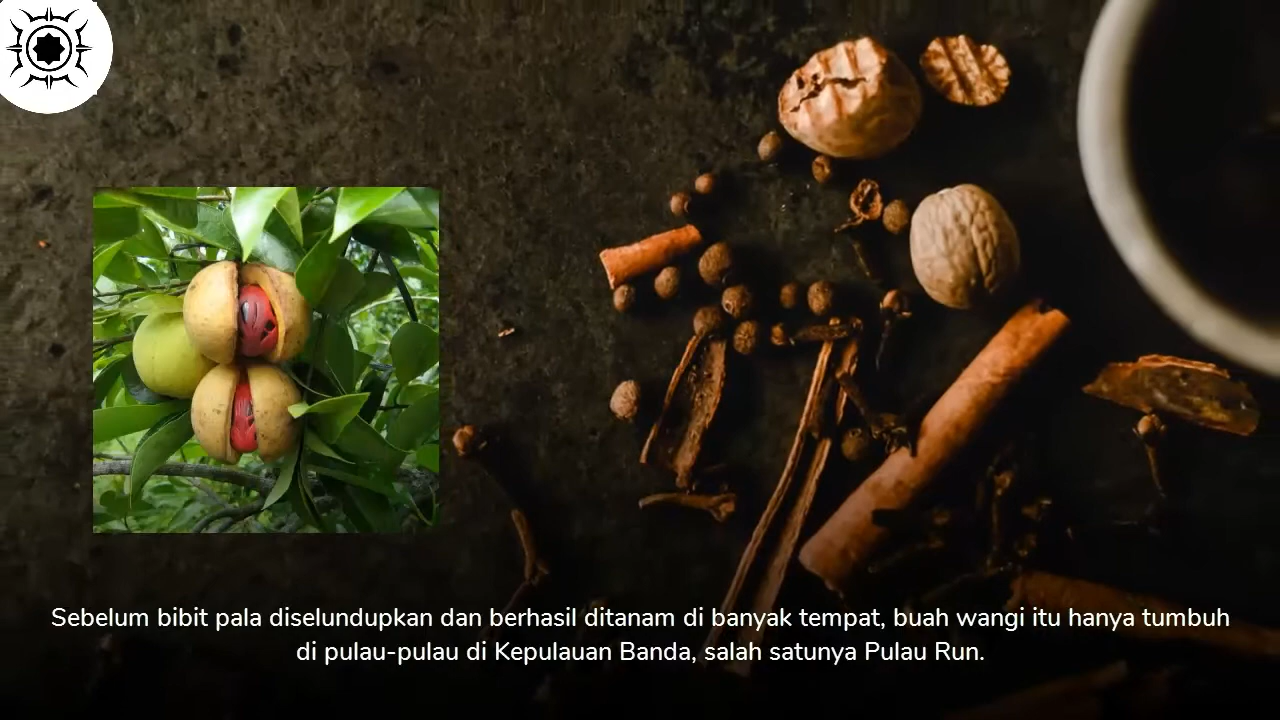 Sebelum bibit pala diselundupkan dan berhasil ditanam di banyak tempat, buah wangi itu hanya tumbuh
di pulau-pulau di Kepulauan Banda, salah satunya Pulau Run.